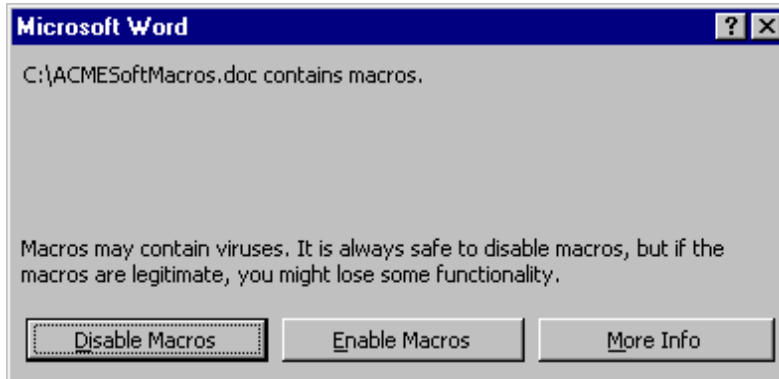 Microsoft Word
C:\ACMESoftMacros.doc contains macros.
Macros may contain viruses. It is always safe to disable macros, but if the
macros are legitimate, you might lose some functionality.
Disable Macros
Enable Macros
More Info